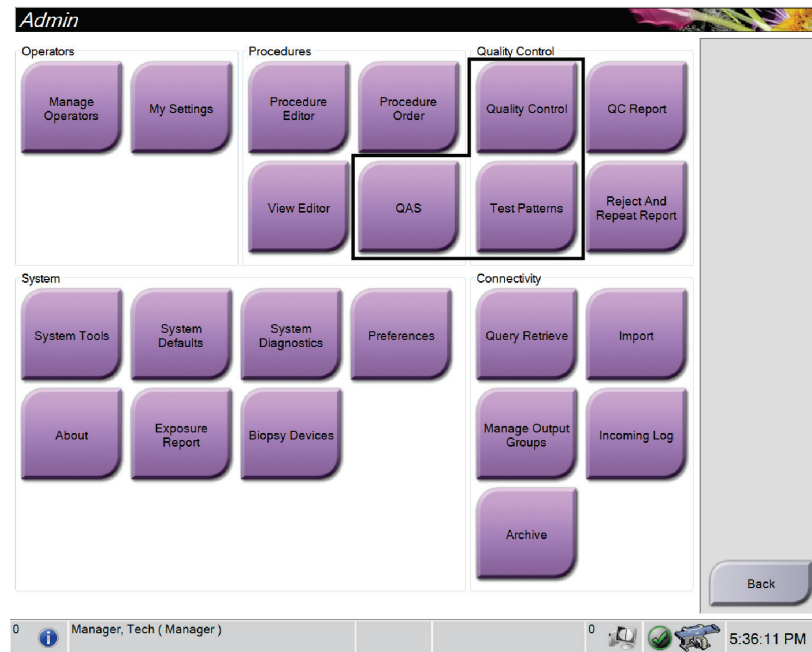 Admin
Operators
Manage
Operators
My Settings
Procedures
Procedure
Editor
Procedure
Order
View Editor
QAS
Quality Control
Quality Control
QC Report
Test Patterns
Reject And
Repeat Report
System
System Tools
System
Defaults
System
Diagnostics
Preferences
About
Exposure
Report
Biopsy Devices
Connectivity
Query Retrieve
Import
Manage Output
Groups
Incoming Log
Archive
Back
0
Manager, Tech ( Manager )
0
5:36:11 PM